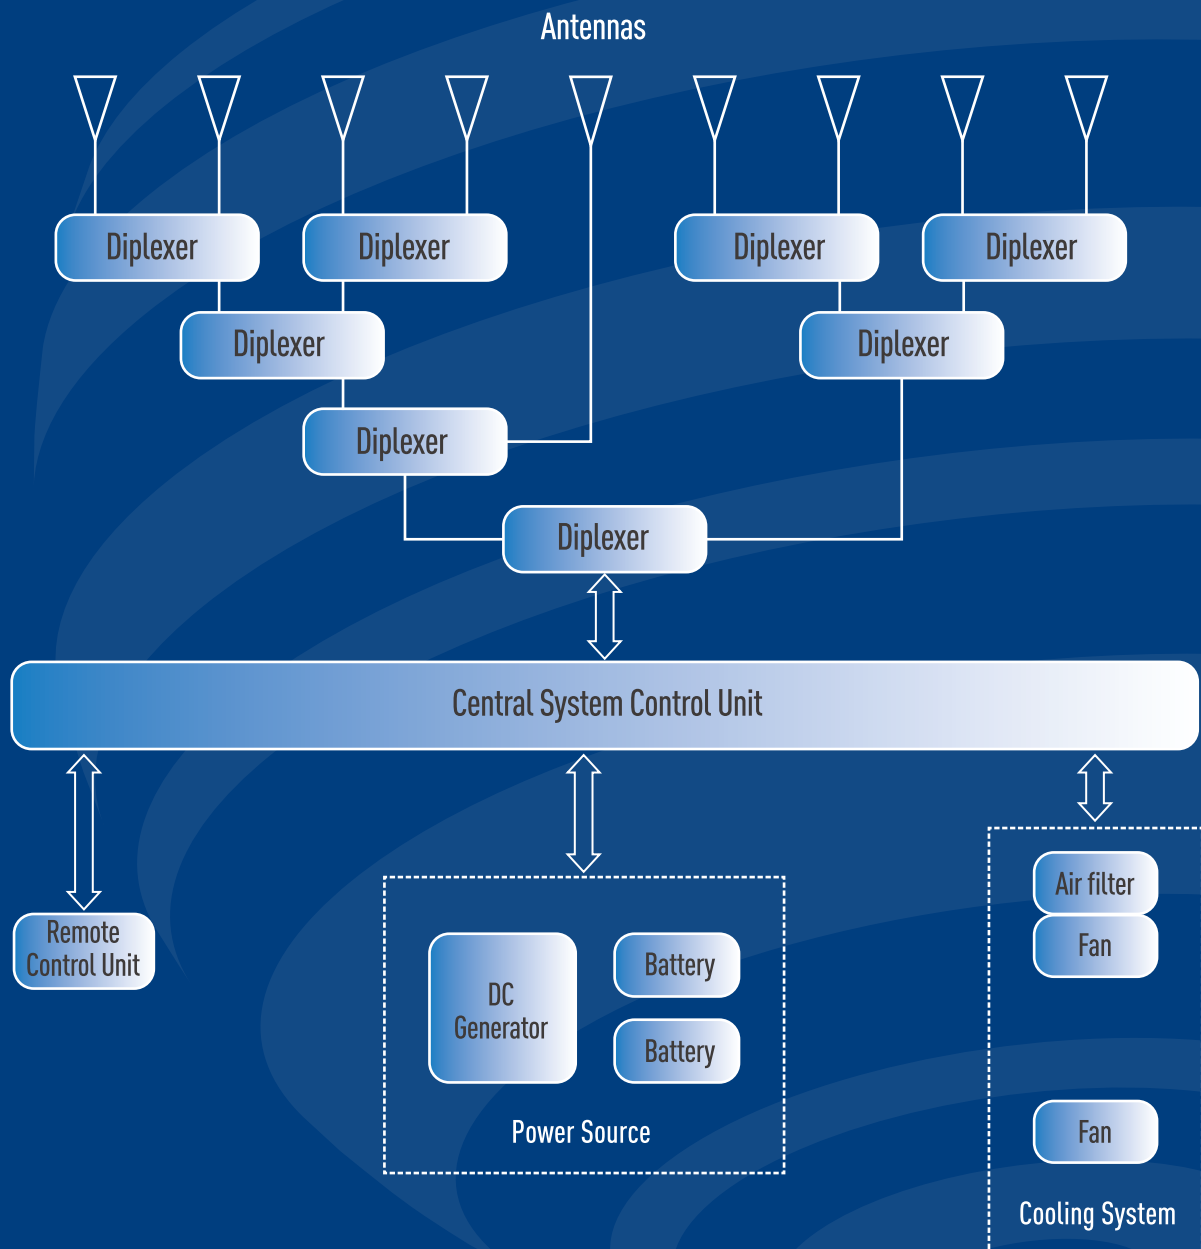 Antennas
Diplexer
Diplexer
Diplexer
Diplexer
Diplexer
Diplexer
Diplexer
Diplexer
Central System Control Unit
Remote
Control Unit
DC
Generator
Battery
Battery
Power Source
Air filter
Fan
Fan
Cooling System